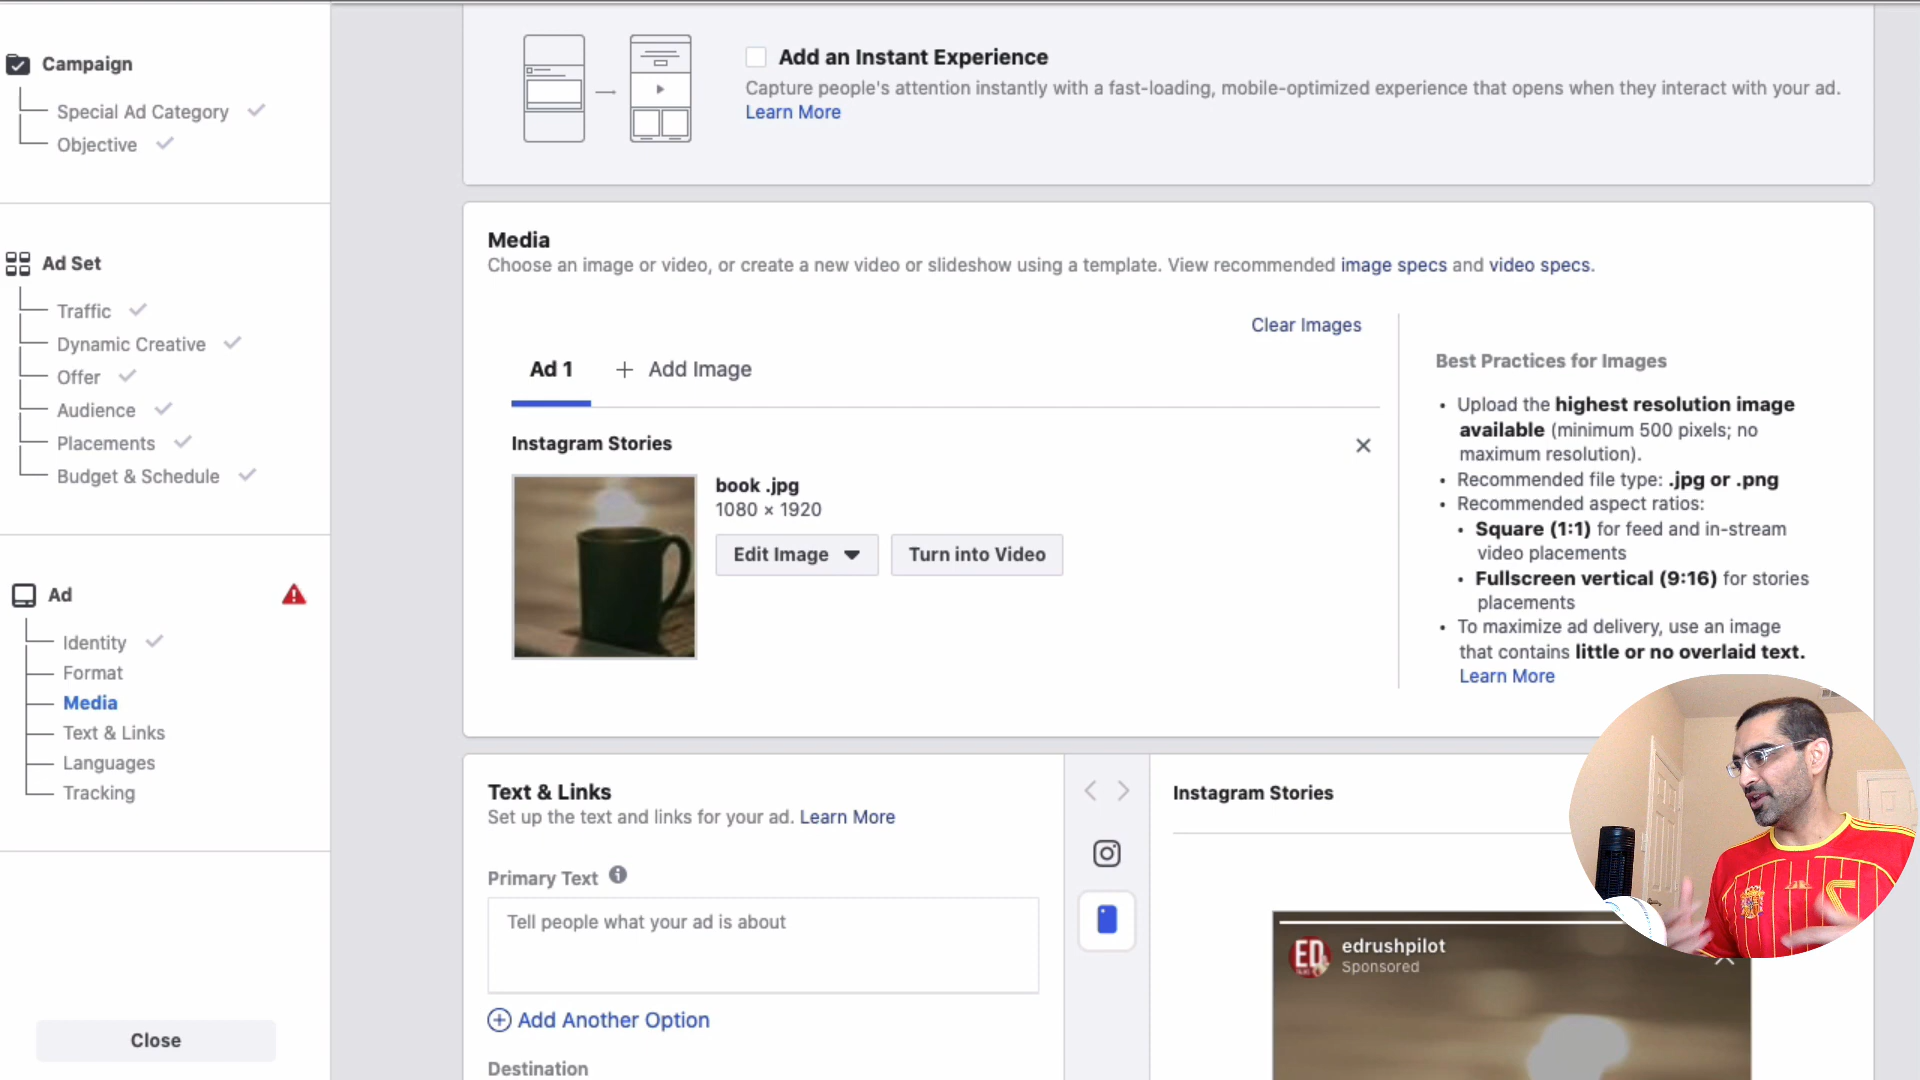 Campaign
Special Ad Category
Objective
Ad Set
Traffic
Dynamic Creative
Offer
Audience
Placements
Budget & Schedule
Ad
Identity
Format
Media
Text & Links
Languages
Tracking
Close
Add an Instant Experience
Capture people's attention instantly with a fast-loading, mobile-optimized experience that opens when they interact with your ad.
Learn More
Media
Choose an image or video, or create a new video or slideshow using a template. View recommended image specs and video specs.
Clear Images
Ad 1
+ Add Image
Instagram Stories
book .jpg
1080 × 1920
Edit Image
Turn into Video
Best Practices for Images
• Upload the highest resolution image
available (minimum 500 pixels; no
maximum resolution).
• Recommended file type: .jpg or .png
• Recommended aspect ratios:
• Square (1:1) for feed and in-stream
video placements
• Fullscreen vertical (9:16) for stories
placements
• To maximize ad delivery, use an image
that contains little or no overlaid text.
Learn More
Text & Links
Set up the text and links for your ad. Learn More
Primary Text
Tell people what your ad is about
Add Another Option
Destination
Instagram Stories
ED
edrushpilot
Sponsored